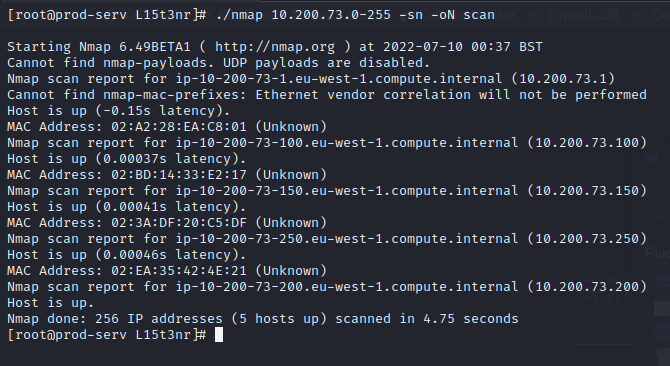 [root@prod-serv L15t3nr]# ./nmap 10.200.73.0-255 -sn -oN scan
Starting Nmap 6.49BETA1 ( http://nmap.org ) at 2022-07-10 00:37 BST
Cannot find nmap-payloads. UDP payloads are disabled.
Nmap scan report for ip-10-200-73-1.eu-west-1.compute.internal (10.200.73.1)
Cannot find nmap-mac-prefixes: Ethernet vendor correlation will not be performed
Host is up (-0.15s latency).
MAC Address: 02:A2:28:EA:C8:01 (Unknown)
Nmap scan report for ip-10-200-73-100.eu-west-1.compute.internal (10.200.73.100)
Host is up (0.00037s latency).
MAC Address: 02:BD:14:33:E2:17 (Unknown)
Nmap scan report for ip-10-200-73-150.eu-west-1.compute.internal (10.200.73.150)
Host is up (0.00041s latency).
MAC Address: 02:3A:DF:20:C5:DF (Unknown)
Nmap scan report for ip-10-200-73-250.eu-west-1.compute.internal (10.200.73.250)
Host is up (0.00046s latency).
MAC Address: 02:EA:35:42:4E:21 (Unknown)
Nmap scan report for ip-10-200-73-200.eu-west-1.compute.internal (10.200.73.200)
Host is up.
Nmap done: 256 IP addresses (5 hosts up) scanned in 4.75 seconds
[root@prod-serv L15t3nr]#
Exploit-DB